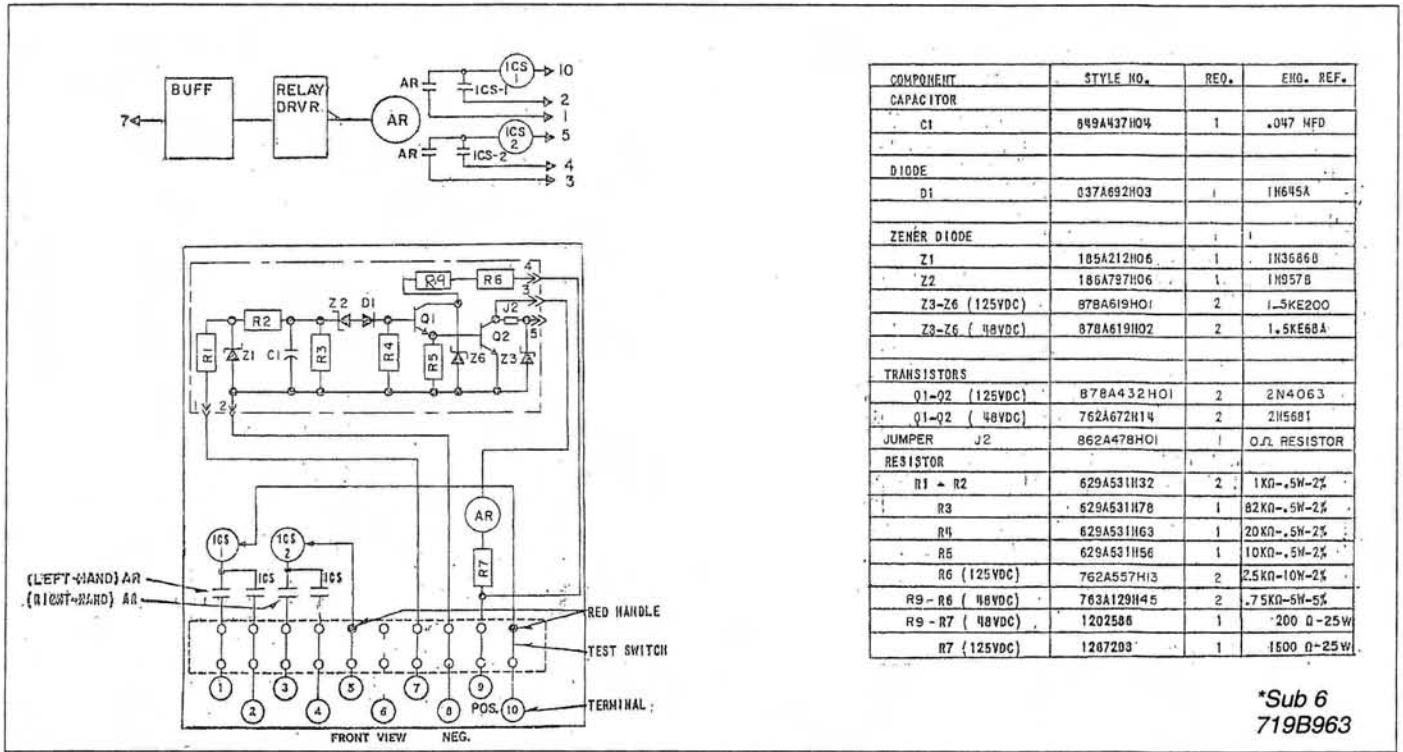 BUFF
RELAY
DRVR.
AR
7
AR
ICS-1
ICS
1
10
2
1
AR
ICS-2
ICS
2
5
4
3
R9
R6
4
3
Z2 D1
J2
R2
Q1
Q2
5
R1
Z1
C1
R3
R4
R5
Z6
Z3
1
2
AR
R7
ICS
1
ICS
2
ICS
ICS
(LEFT-HAND) AR
(RIGHT-HAND) AR
RED HANDLE
TEST SWITCH
1
3
5
7
9
2
4
6
8
POS.
10
TERMINAL
FRONT VIEW
NEG.
COMPONENT STYLE NO. REQ. ENG. REF.
CAPACITOR
C1 849A437H04 1 .047 MFD
DIODE
D1 837A692H03 1 1N645A
ZENER DIODE
Z1 185A212H06 1 1N3686B
Z2 186A797H06 1 1N957B
Z3-Z6 (125VDC) 878A619H01 2 1.5KE200
Z3-Z6 ( 48VDC) 878A619H02 2 1.5KE68A
TRANSISTORS
Q1-Q2 (125VDC) 878A432H01 2 2N4063
Q1-Q2 ( 48VDC) 762A672H14 2 2N5681
JUMPER J2 862A478H01 1 0Ω RESISTOR
RESISTOR
R1 - R2 629A531H32 2 1KΩ-.5W-2%
R3 629A531H78 1 82KΩ-.5W-2%
R4 629A531H63 1 20KΩ-.5W-2%
R5 629A531H56 1 10KΩ-.5W-2%
R6 (125VDC) 762A557H13 2 2.5KΩ-10W-2%
R9-R6 ( 48VDC) 763A129H45 2 .75KΩ-5W-5%
R9-R7 ( 48VDC) 1202586 1 200 Ω-25W
R7 (125VDC) 1267293 1 1500 Ω-25W
*Sub 6
719B963